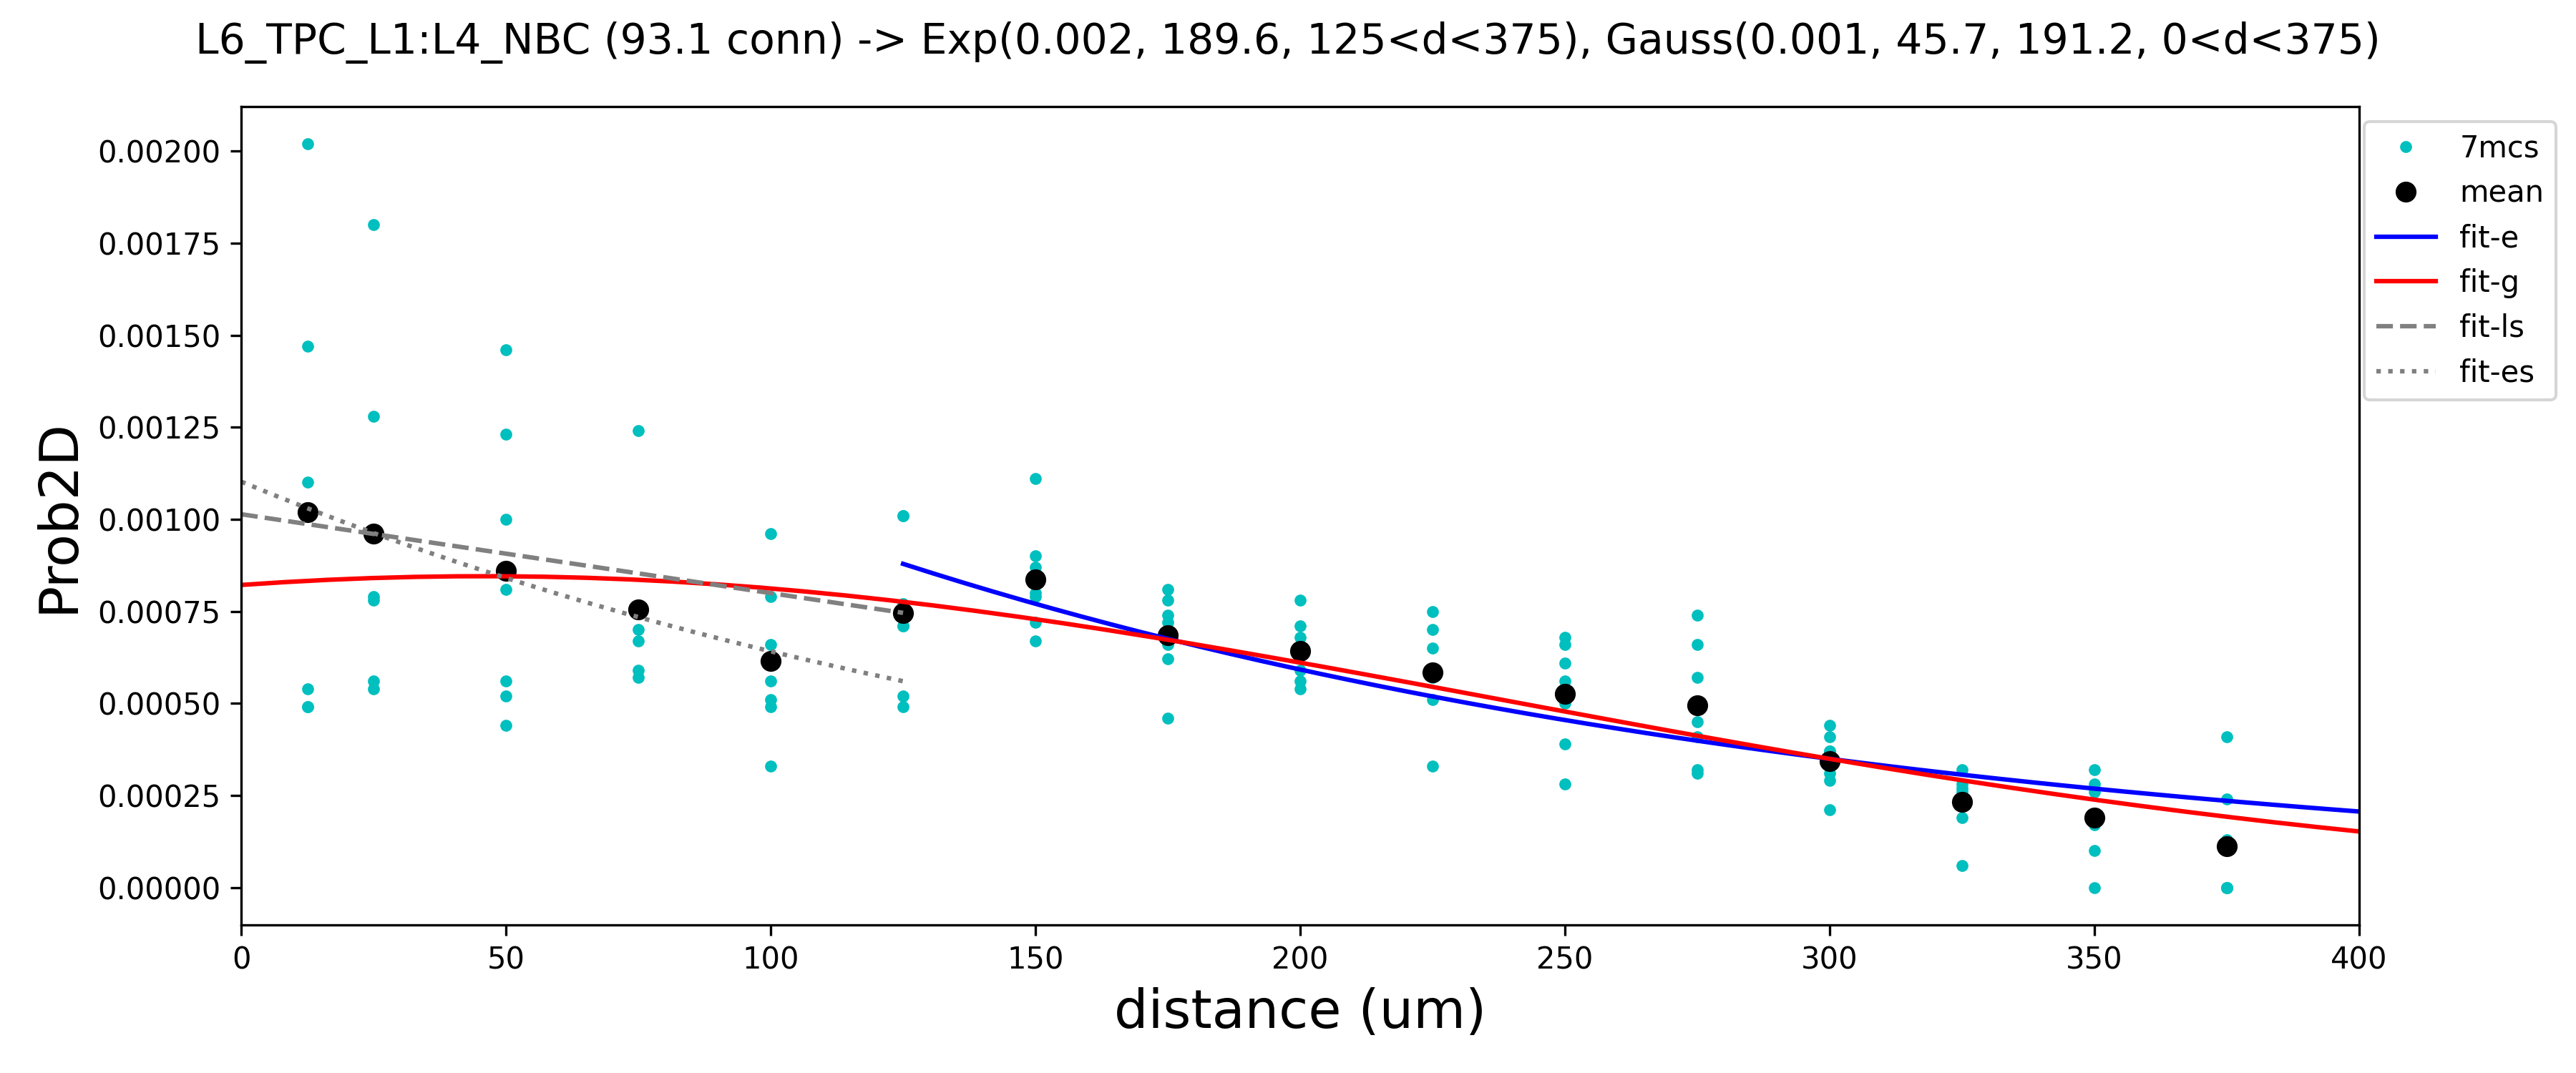 L6_TPC_L1:L4_NBC (93.1 conn) -> Exp(0.002, 189.6, 125<d<375), Gauss(0.001, 45.7, 191.2, 0<d<375)
0.00200
0.00175
0.00150
0.00125
0.00100
0.00075
0.00050
0.00025
0.00000
Prob2D
0 50 100 150 200 250 300 350 400
distance (um)
7mcs
mean
fit-e
fit-g
fit-ls
fit-es